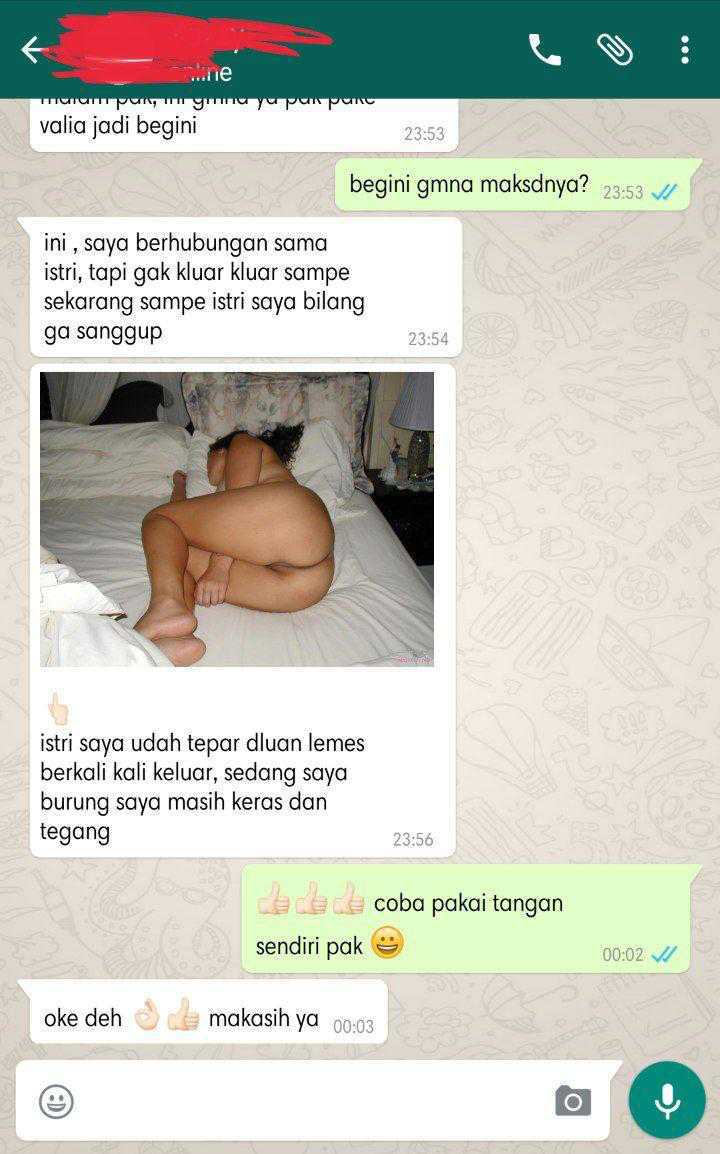 valia jadi begini
23:53
begini gmna maksdnya? 23:53
ini , saya berhubungan sama
istri, tapi gak kluar kluar sampe
sekarang sampe istri saya bilang
ga sanggup
23:54
istri saya udah tepar dluan lemes
berkali kali keluar, sedang saya
burung saya masih keras dan
tegang
23:56
👍👍👍 coba pakai tangan
sendiri pak 😀
00:02
oke deh 👌👍 makasih ya 00:03